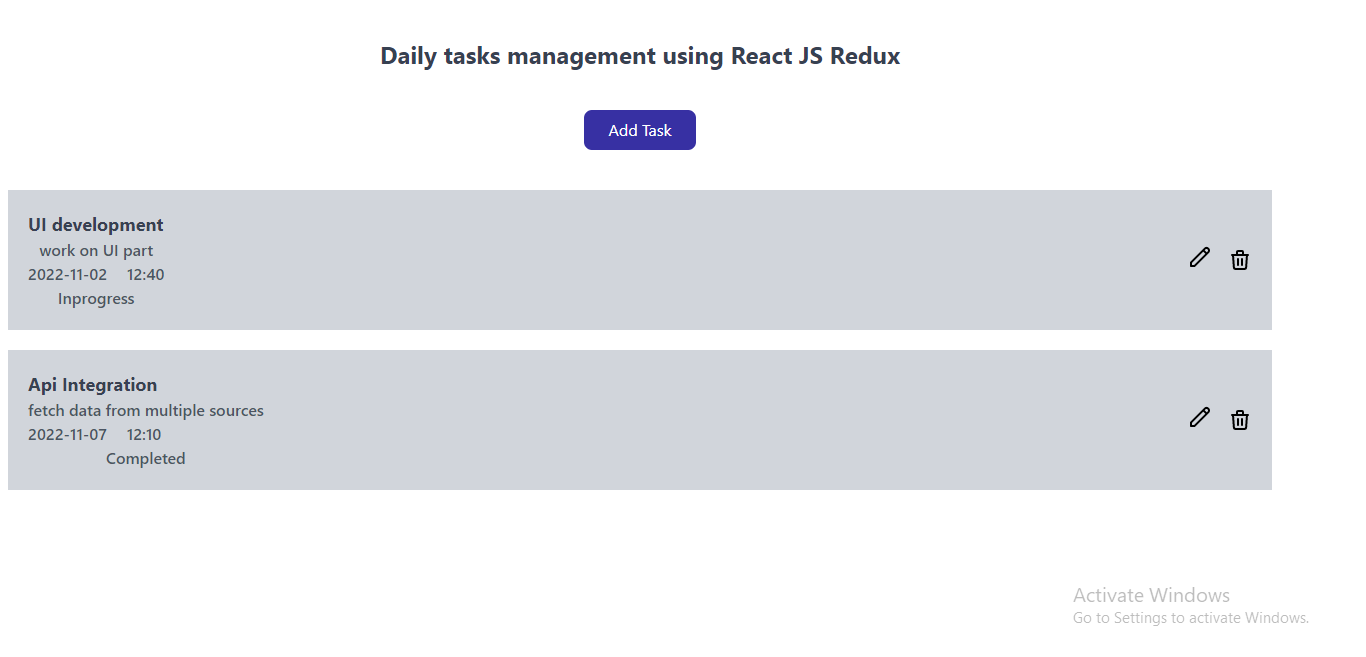 Daily tasks management using React JS Redux
Add Task
UI development
work on UI part
2022-11-02 12:40
Inprogress
Api Integration
fetch data from multiple sources
2022-11-07 12:10
Completed
Activate Windows
Go to Settings to activate Windows.